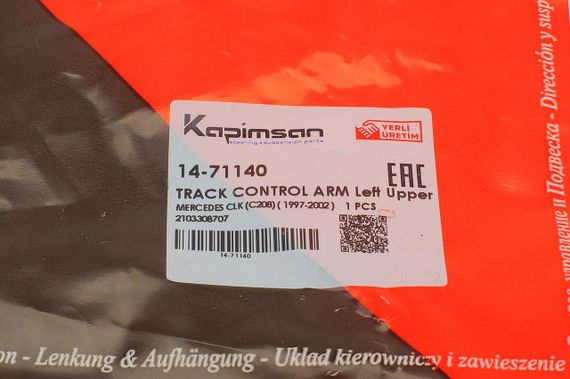 Kapimsan
steering & suspension parts
YERLİ
ÜRETİM
14-71140
EAC
TRACK CONTROL ARM Left Upper
MERCEDES CLK (C208) ( 1997-2002 ) 1 PCS
2103308707
14-71140
on - Lenkung & Aufhängung - Układ kierowniczy i zawieszenie
управление и Подвеска - Dirección y susp